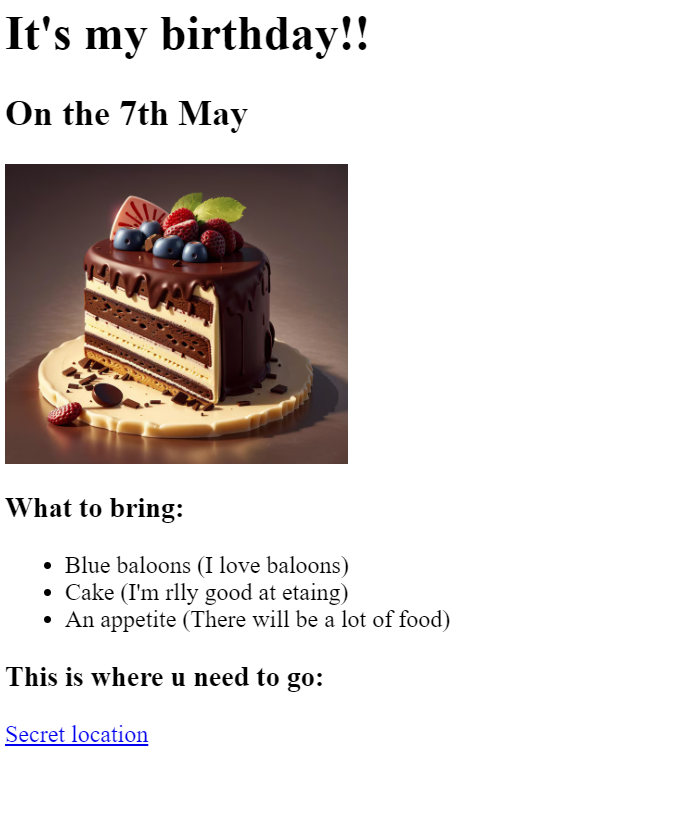 It's my birthday!!
On the 7th May
What to bring:
Blue baloons (I love baloons)
Cake (I'm rlly good at etaing)
An appetite (There will be a lot of food)
This is where u need to go:
Secret location